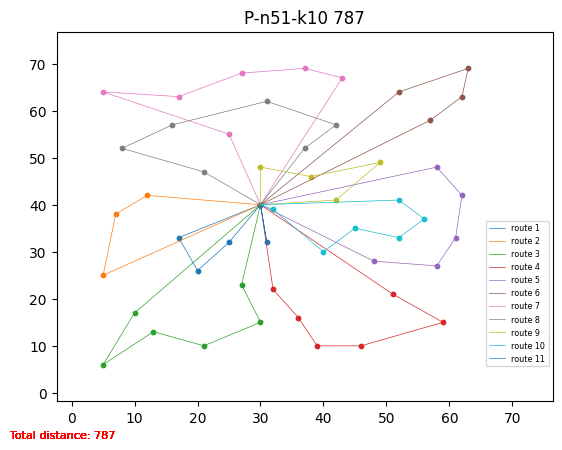 P-n51-k10 787
70
60
50
40
30
20
10
0
route 1
route 2
route 3
route 4
route 5
route 6
route 7
route 8
route 9
route 10
route 11
0 10 20 30 40 50 60 70
Total distance: 787